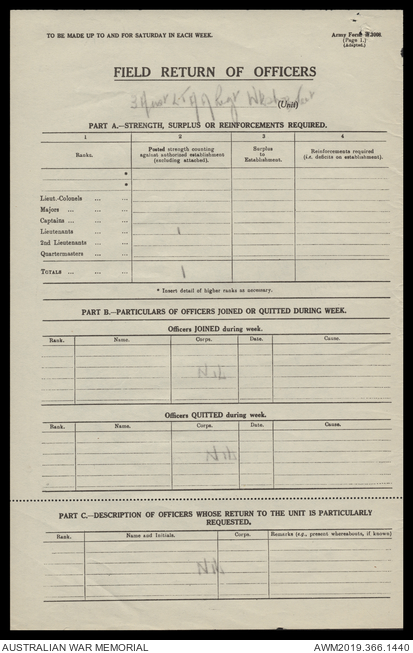 TO BE MADE UP TO AND FOR SATURDAY IN EACH WEEK.
Army Form W.3008.
(Page 1.)
(Adapted.)
FIELD RETURN OF OFFICERS
3 Aust Lt AA Regt (Unit)
PART A.—STRENGTH, SURPLUS OR REINFORCEMENTS REQUIRED.
1 2 3 4
Ranks. Posted strength counting against authorized establishment (excluding attached). Surplus to Establishment. Reinforcements required (i.e. deficits on establishment).
*
*
Lieut.-Colonels ... ...
Majors ... ... ...
Captains ... ... ...
Lieutenants ... ... 1
2nd Lieutenants ... ...
Quartermasters ... ...
TOTALS ... ... ... 1
* Insert detail of higher ranks as necessary.
PART B.—PARTICULARS OF OFFICERS JOINED OR QUITTED DURING WEEK.
Officers JOINED during week.
Rank. Name. Corps. Date. Cause.
Nil
Officers QUITTED during week.
Rank. Name. Corps. Date. Cause.
Nil
PART C.—DESCRIPTION OF OFFICERS WHOSE RETURN TO THE UNIT IS PARTICULARLY
REQUESTED.
Rank. Name and Initials. Corps. Remarks (e.g., present whereabouts, if known)
Nil
AUSTRALIAN WAR MEMORIAL AWM2019.366.1440